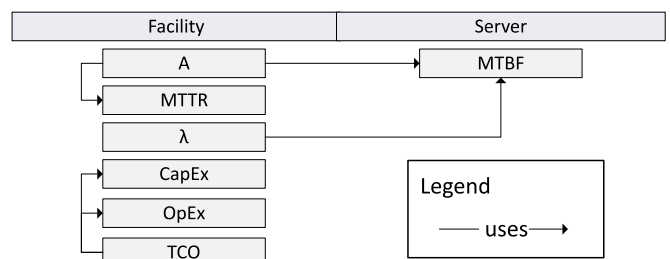 Facility
Server
A
MTBF
MTTR
λ
CapEx
OpEx
TCO
Legend
uses